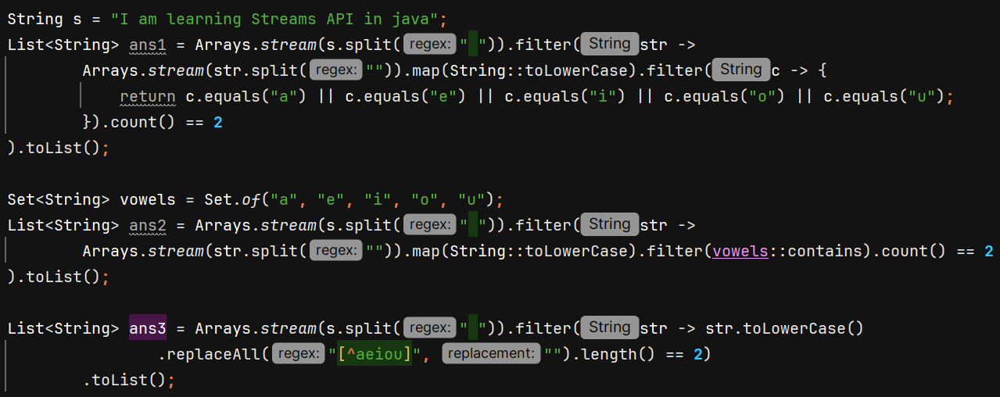 String s = "I am learning Streams API in java";
List<String> ans1 = Arrays.stream(s.split( regex: " ")).filter( String str ->
        Arrays.stream(str.split( regex: "")).map(String::toLowerCase).filter( String c -> {
            return c.equals("a") || c.equals("e") || c.equals("i") || c.equals("o") || c.equals("u");
        }).count() == 2
).toList();
Set<String> vowels = Set.of("a", "e", "i", "o", "u");
List<String> ans2 = Arrays.stream(s.split( regex: " ")).filter( String str ->
        Arrays.stream(str.split( regex: "")).map(String::toLowerCase).filter(vowels::contains).count() == 2
).toList();
List<String> ans3 = Arrays.stream(s.split( regex: " ")).filter( String str -> str.toLowerCase()
                .replaceAll( regex: "[^aeiou]", replacement: "").length() == 2)
        .toList();